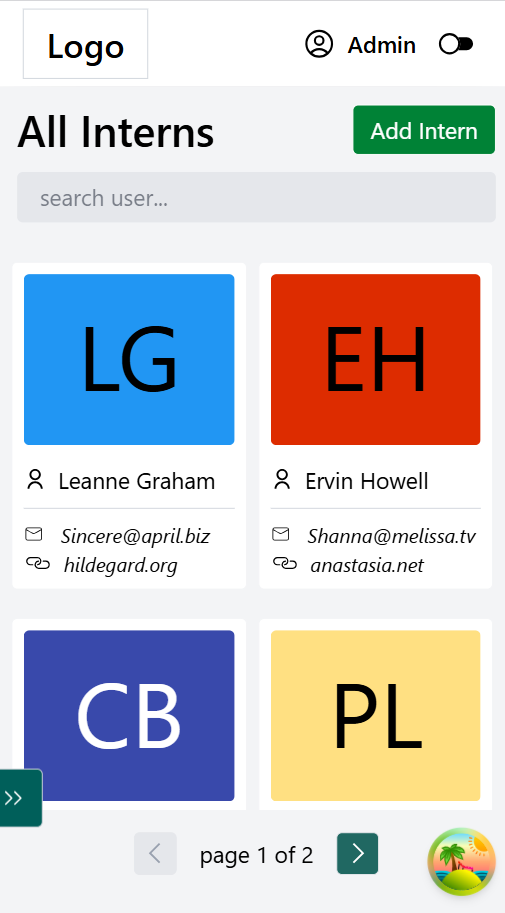 Logo
Admin
All Interns
Add Intern
search user...
LG
EH
Leanne Graham
Ervin Howell
Sincere@april.biz
Shanna@melissa.tv
hildegard.org
anastasia.net
CB
PL
page 1 of 2